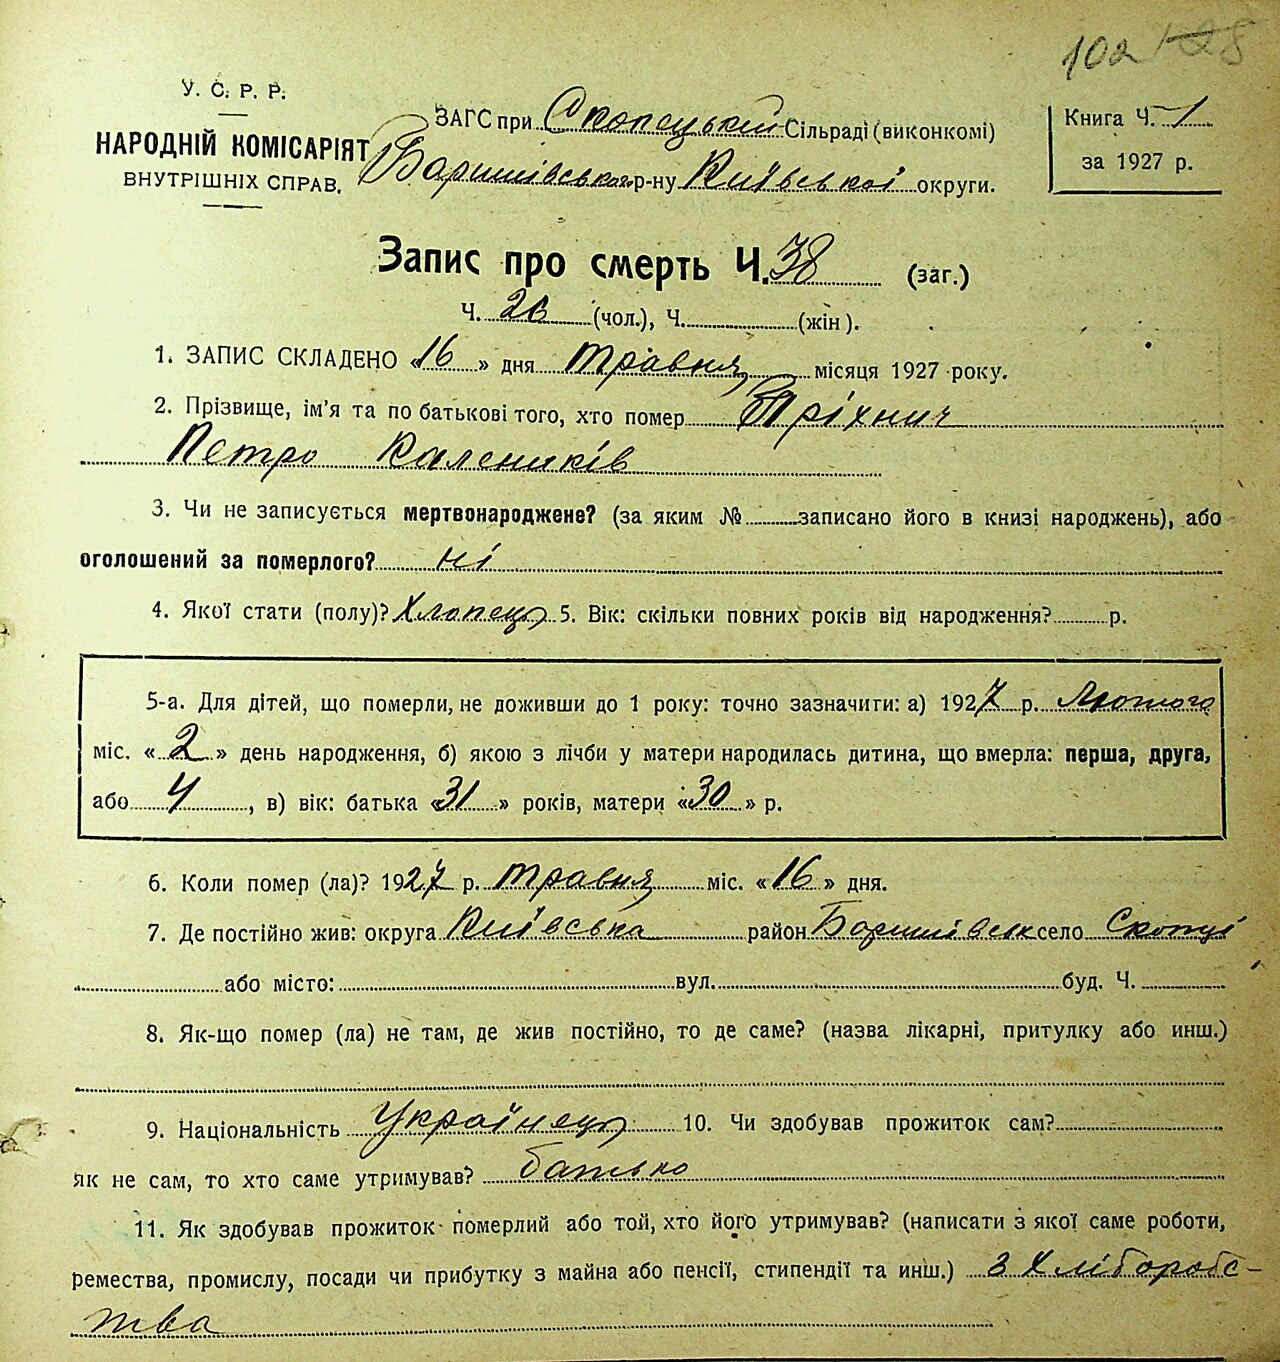 102 128
У. С. Р. Р.
НАРОДНІЙ КОМІСАРІЯТ
ВНУТРІШНІХ СПРАВ.
ЗАГС при Скопецькій Сільраді (виконкомі)
Баришівського р-ну Київської округи.
Книга Ч. 1
за 1927 р.
Запис про смерть Ч. 38 (заг.)
Ч. 26 (чол.), Ч. (жін).
1. ЗАПИС СКЛАДЕНО «16» дня травня місяця 1927 року.
2. Прізвище, ім'я та по батькові того, хто помер
Петро Калеників
3. Чи не записується мертвонароджене? (за яким № записано його в книзі народжень), або
оголошений за померлого? ні
4. Якої стати (полу)? Хлопець 5. Вік: скільки повних років від народження? р.
5-а. Для дітей, що померли, не доживши до 1 року: точно зазначити: а) 1927 р. Лютого
міс. «2» день народження, б) якою з лічби у матери народилась дитина, що вмерла: перша, друга,
або 4, в) вік: батька «31» років, матери «30» р.
6. Коли помер (ла)? 1927 р. травня міс. «16» дня.
7. Де постійно жив: округа Київська район Баришівськ село Скопці
або місто: вул. буд. Ч.
8. Як-що помер (ла) не там, де жив постійно, то де саме? (назва лікарні, притулку або инш.)
9. Національність Українець 10. Чи здобував прожиток сам?
як не сам, то хто саме утримував? батько
11. Як здобував прожиток померлий або той, хто його утримував? (написати з якої саме роботи,
ремества, промислу, посади чи прибутку з майна або пенсії, стипендії та инш.) З Хліборобс-
тва